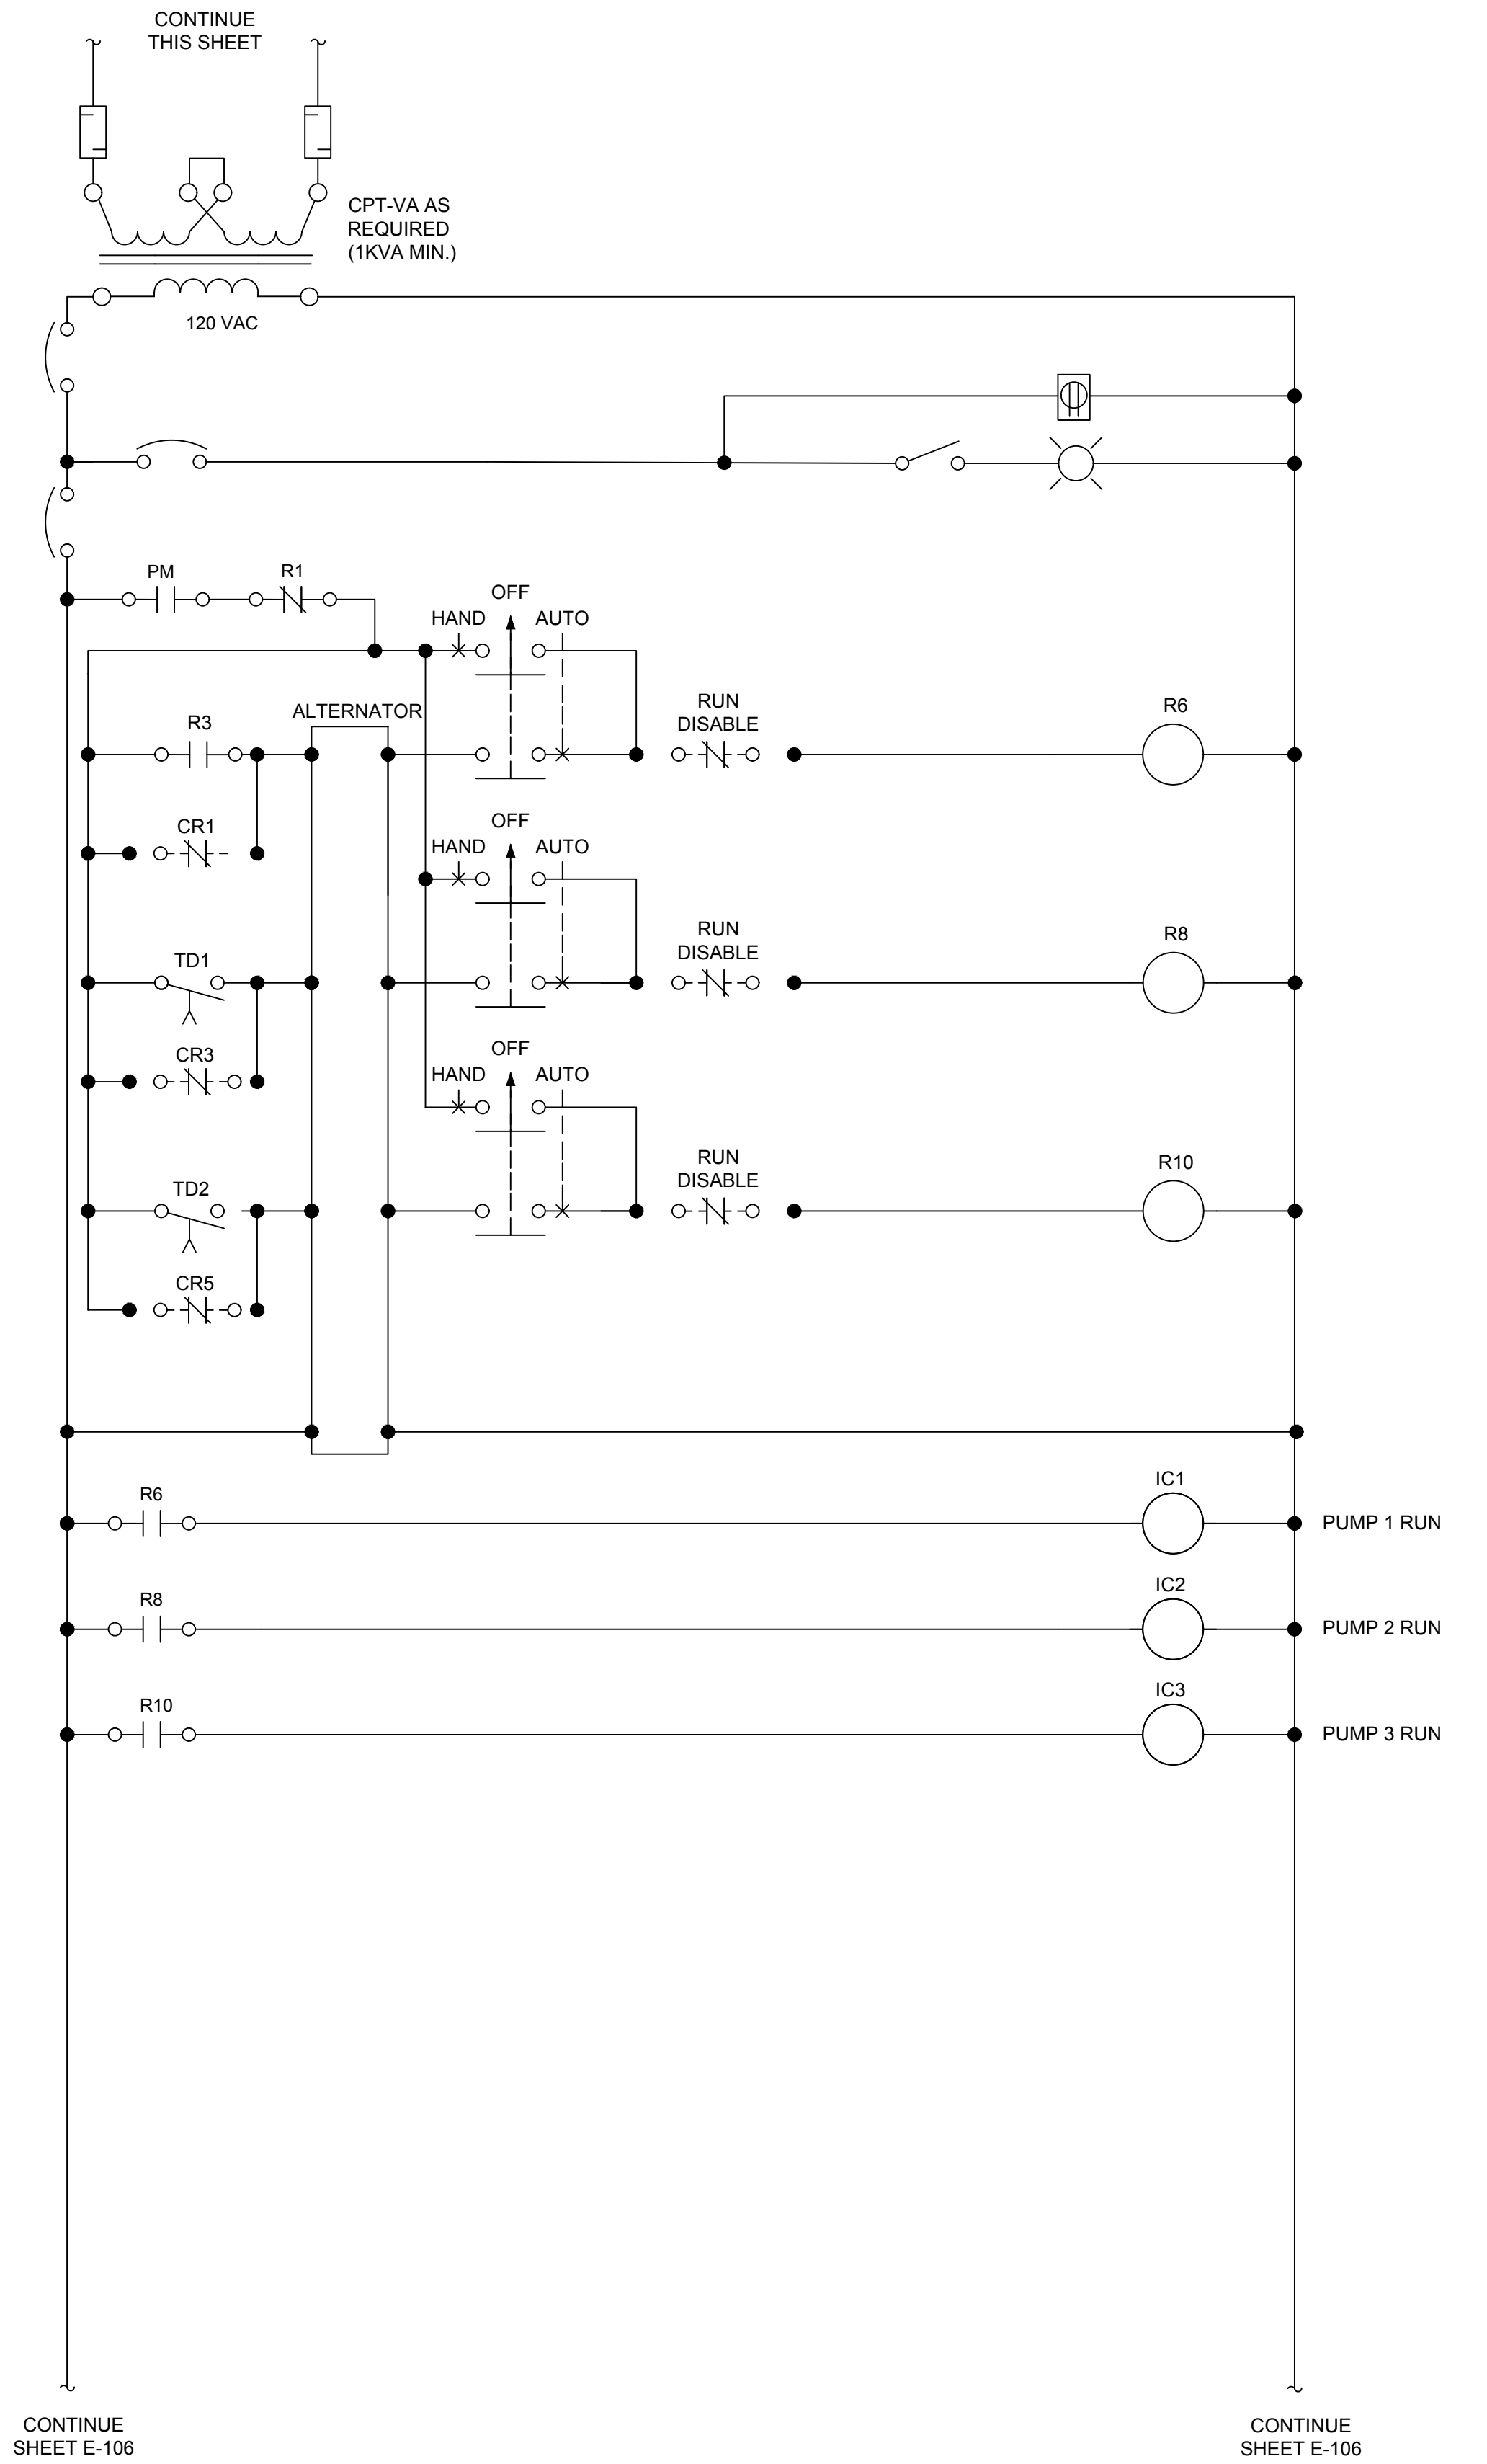 CONTINUE
THIS SHEET
CPT-VA AS
REQUIRED
(1KVA MIN.)
120 VAC
PM
R1
OFF
HAND
AUTO
ALTERNATOR
R3
RUN
DISABLE
R6
CR1
OFF
HAND
AUTO
TD1
RUN
DISABLE
R8
CR3
OFF
HAND
AUTO
TD2
RUN
DISABLE
R10
CR5
R6
IC1
PUMP 1 RUN
R8
IC2
PUMP 2 RUN
R10
IC3
PUMP 3 RUN
CONTINUE
SHEET E-106
CONTINUE
SHEET E-106